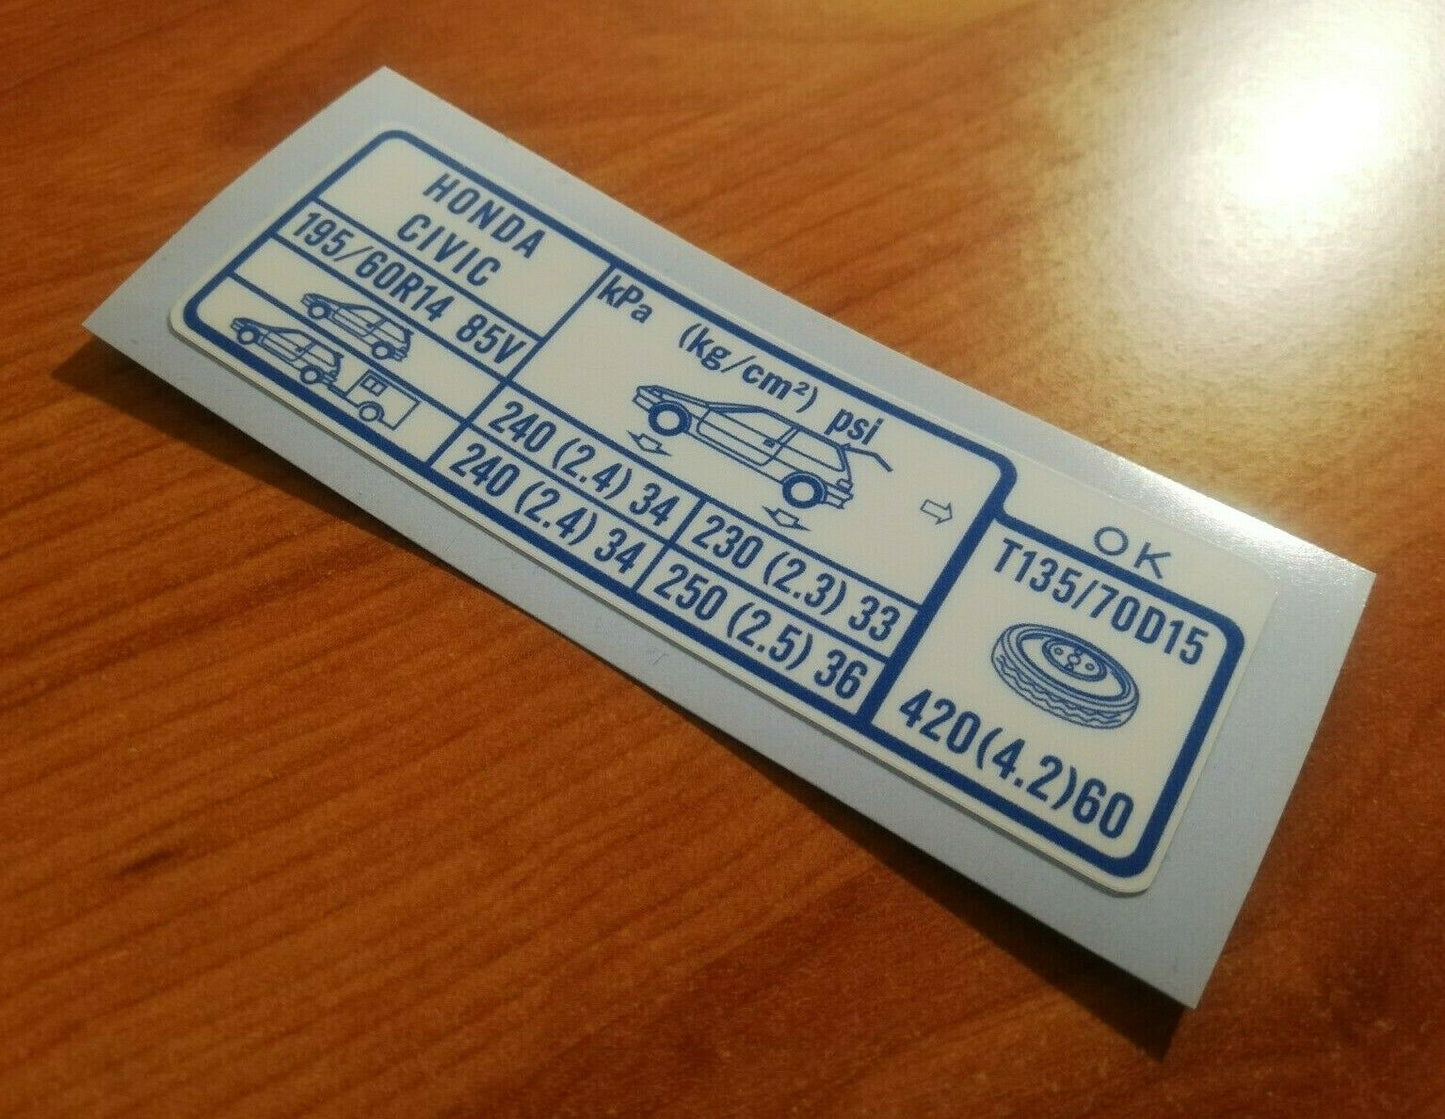 HONDA
CIVIC
195/60R14 85V
kPa (kg/cm²) psi
240 (2.4) 34
230 (2.3) 33
240 (2.4) 34
250 (2.5) 36
OK
T135/70D15
420(4.2)60